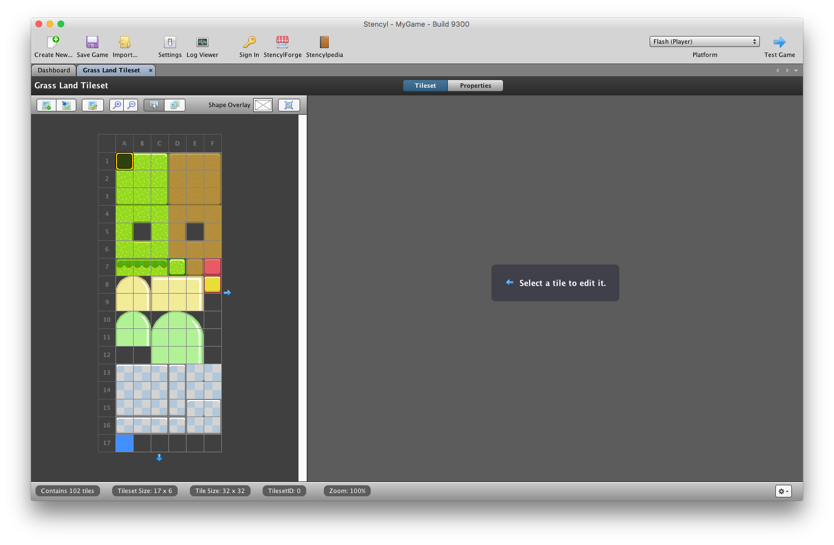 Stencyl - MyGame - Build 9300
Create New... Save Game Import... Settings Log Viewer Sign In StencylForge Stencylpedia Flash (Player) Platform Test Game
Dashboard Grass Land Tileset
Grass Land Tileset Tileset Properties
Shape Overlay
A B C D E F
1
2
3
4
5
6
7
8
9
10
11
12
13
14
15
16
17
Select a tile to edit it.
Contains 102 tiles Tileset Size: 17 x 6 Tile Size: 32 x 32 TilesetID: 0 Zoom: 100%